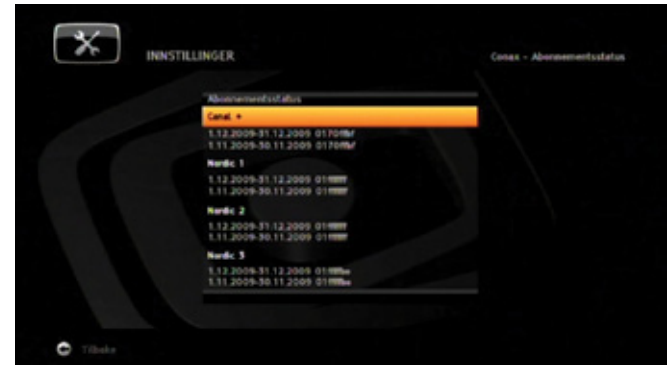 INNSTILLINGER
Conax - Abonnementsstatus
Abonnementsstatus
Canal +
1.12.2009-31.12.2009
1.11.2009-30.11.2009
Nordic 1
1.12.2009-31.12.2009
1.11.2009-30.11.2009
Nordic 2
1.12.2009-31.12.2009
1.11.2009-30.11.2009
Nordic 3
1.12.2009-31.12.2009
1.11.2009-30.11.2009
Tilbake